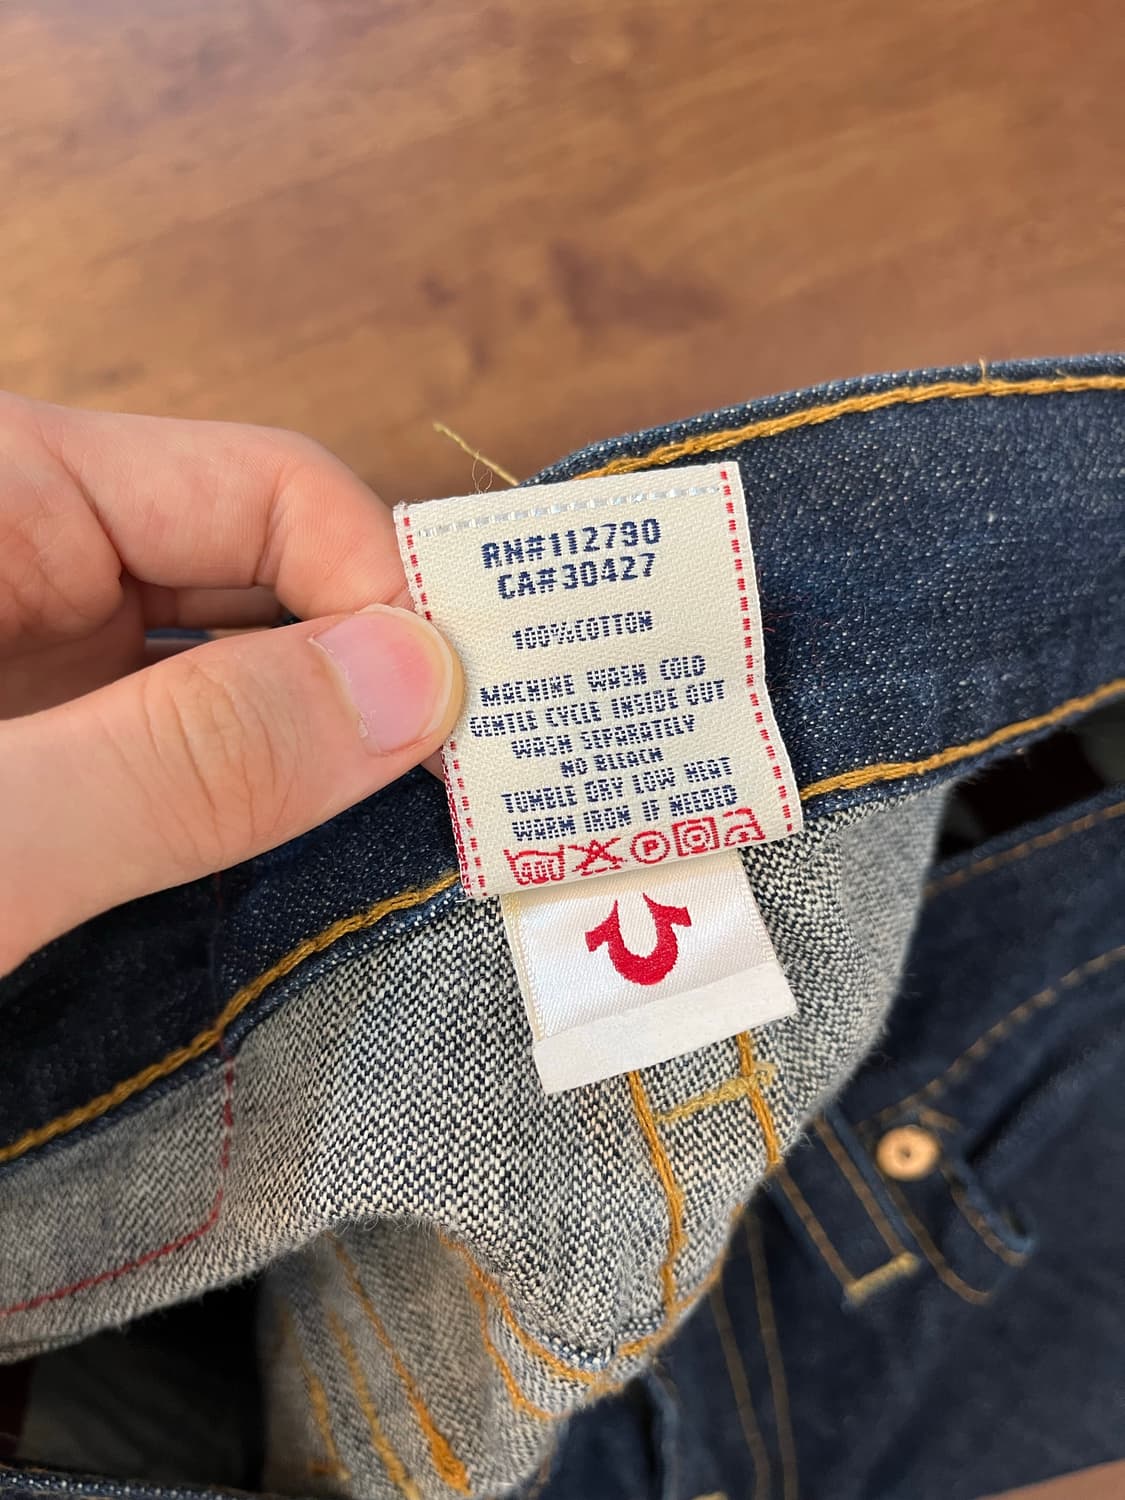 RN#112790
CA#30427
100%COTTON
MACHINE WASH COLD
GENTLE CYCLE INSIDE OUT
WASH SEPARATELY
NO BLEACH
TUMBLE DRY LOW HEAT
WARM IRON IF NEEDED
P